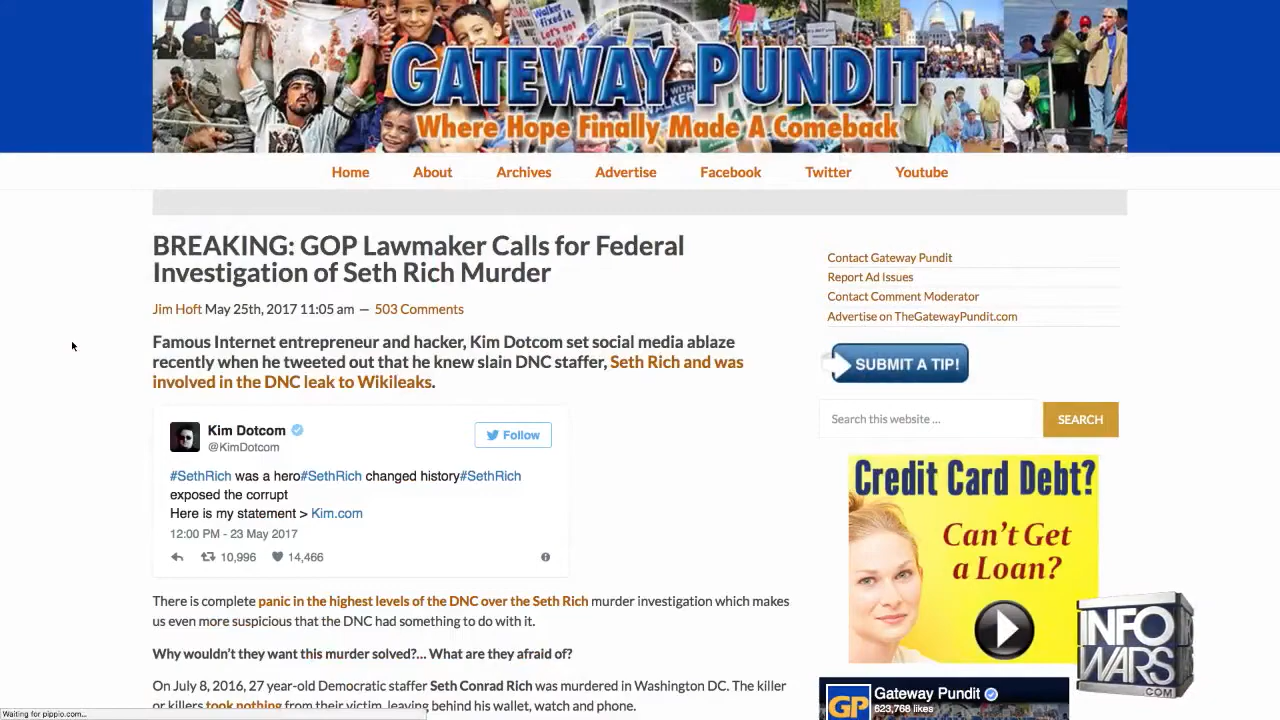 Walker fixed it. Let's not
GATEWAY PUNDIT
Where Hope Finally Made A Comeback
Home About Archives Advertise Facebook Twitter Youtube
BREAKING: GOP Lawmaker Calls for Federal
Investigation of Seth Rich Murder
Jim Hoft May 25th, 2017 11:05 am — 503 Comments
Famous Internet entrepreneur and hacker, Kim Dotcom set social media ablaze
recently when he tweeted out that he knew slain DNC staffer, Seth Rich and was
involved in the DNC leak to Wikileaks.
Kim Dotcom
@KimDotcom
Follow
#SethRich was a hero#SethRich changed history#SethRich
exposed the corrupt
Here is my statement > Kim.com
12:00 PM - 23 May 2017
10,996 14,466
There is complete panic in the highest levels of the DNC over the Seth Rich murder investigation which makes
us even more suspicious that the DNC had something to do with it.
Why wouldn't they want this murder solved?… What are they afraid of?
On July 8, 2016, 27 year-old Democratic staffer Seth Conrad Rich was murdered in Washington DC. The killer
or killers took nothing from their victim, leaving behind his wallet, watch and phone.
Contact Gateway Pundit
Report Ad Issues
Contact Comment Moderator
Advertise on TheGatewayPundit.com
SUBMIT A TIP!
Search this website …
SEARCH
Credit Card Debt?
Can't Get
a Loan?
INFO
WARS
.COM
GP
Gateway Pundit
623,768 likes
Waiting for pippio.com...